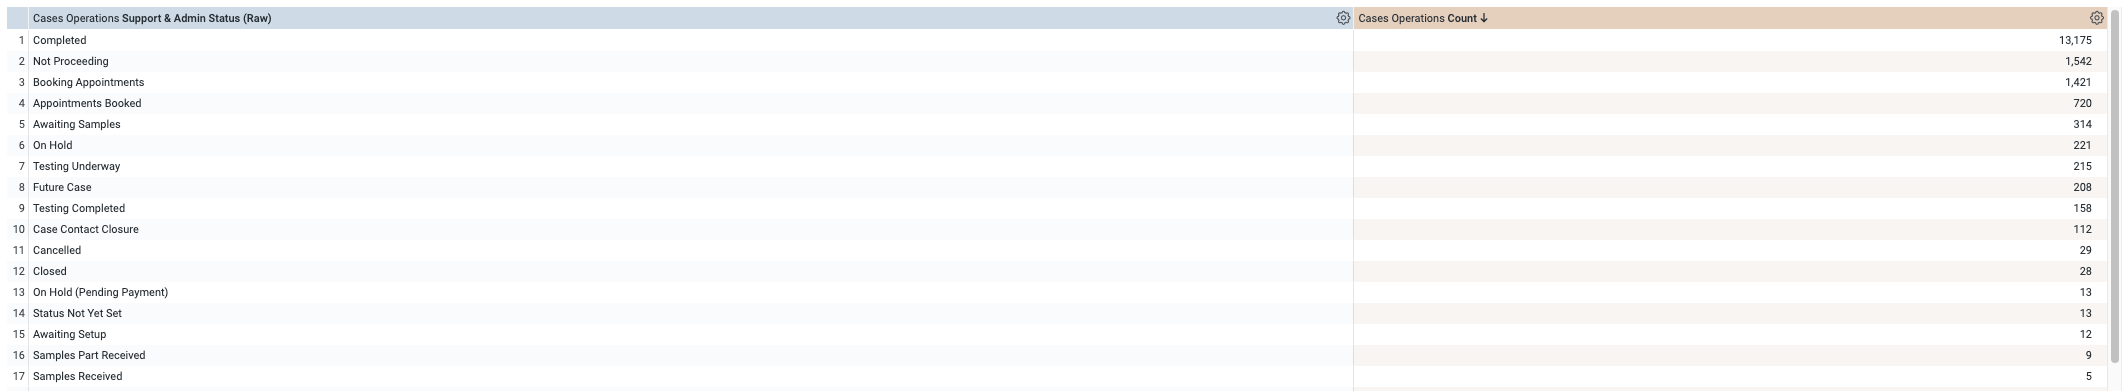 Cases Operations Support & Admin Status (Raw) Cases Operations Count ↓
1 Completed 13,175
2 Not Proceeding 1,542
3 Booking Appointments 1,421
4 Appointments Booked 720
5 Awaiting Samples 314
6 On Hold 221
7 Testing Underway 215
8 Future Case 208
9 Testing Completed 158
10 Case Contact Closure 112
11 Cancelled 29
12 Closed 28
13 On Hold (Pending Payment) 13
14 Status Not Yet Set 13
15 Awaiting Setup 12
16 Samples Part Received 9
17 Samples Received 5